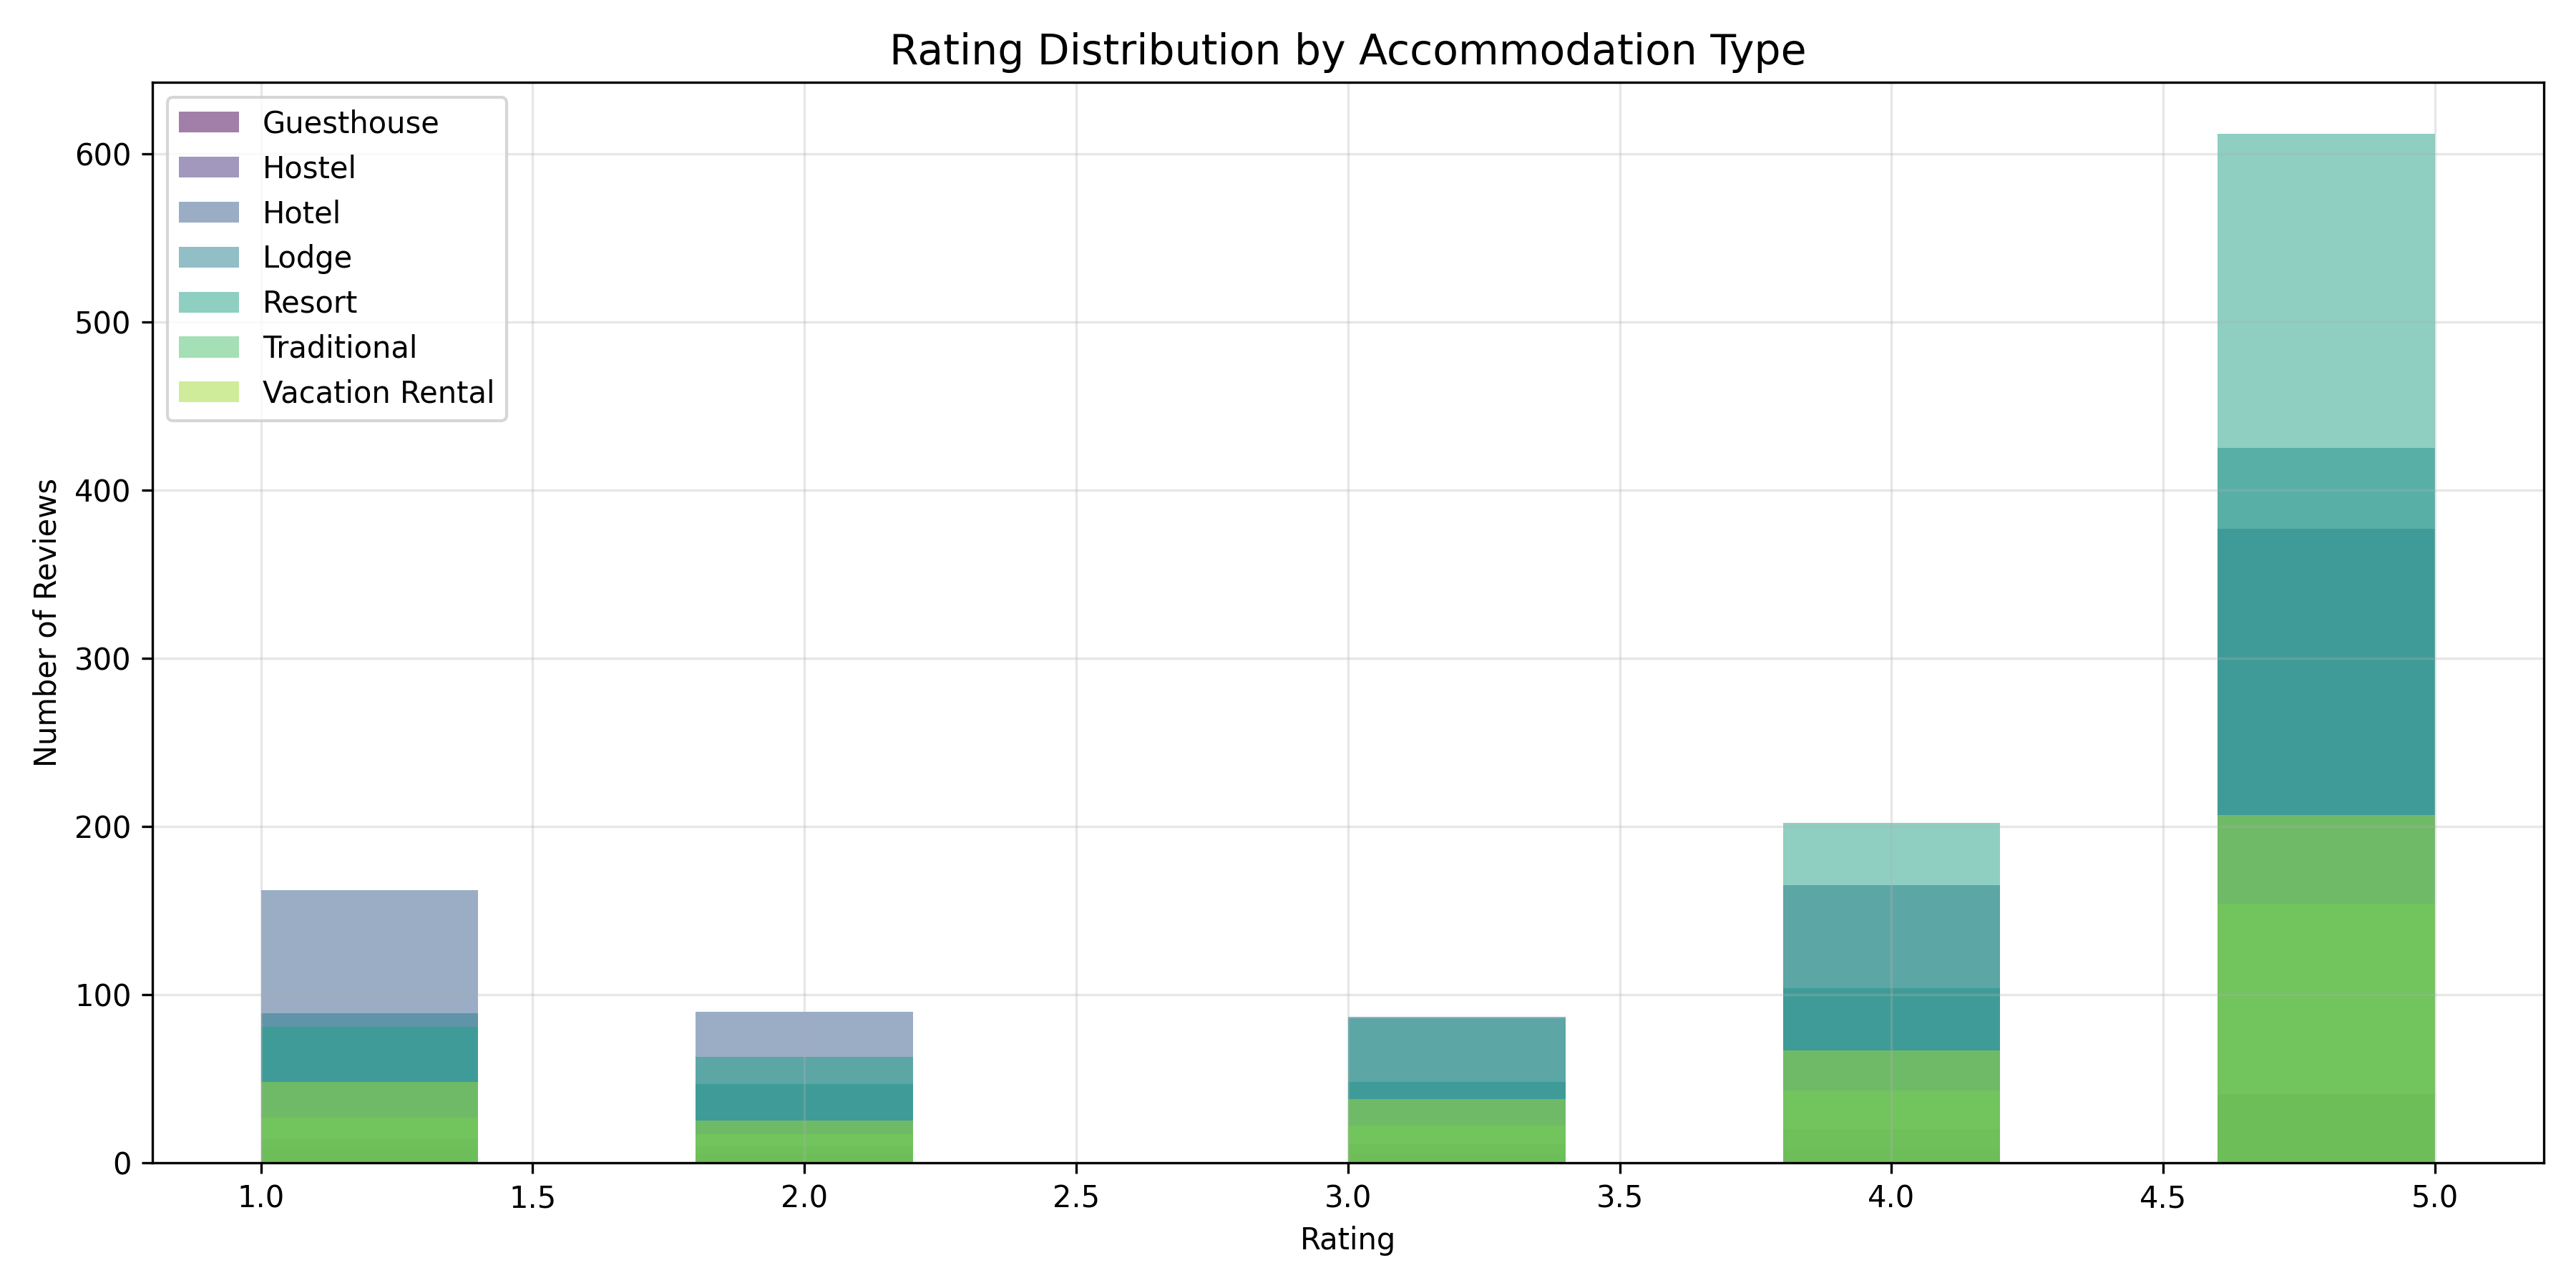 Rating Distribution by Accommodation Type
Guesthouse
Hostel
Hotel
Lodge
Resort
Traditional
Vacation Rental
Number of Reviews
600
500
400
300
200
100
0
1.0 1.5 2.0 2.5 3.0 3.5 4.0 4.5 5.0
Rating